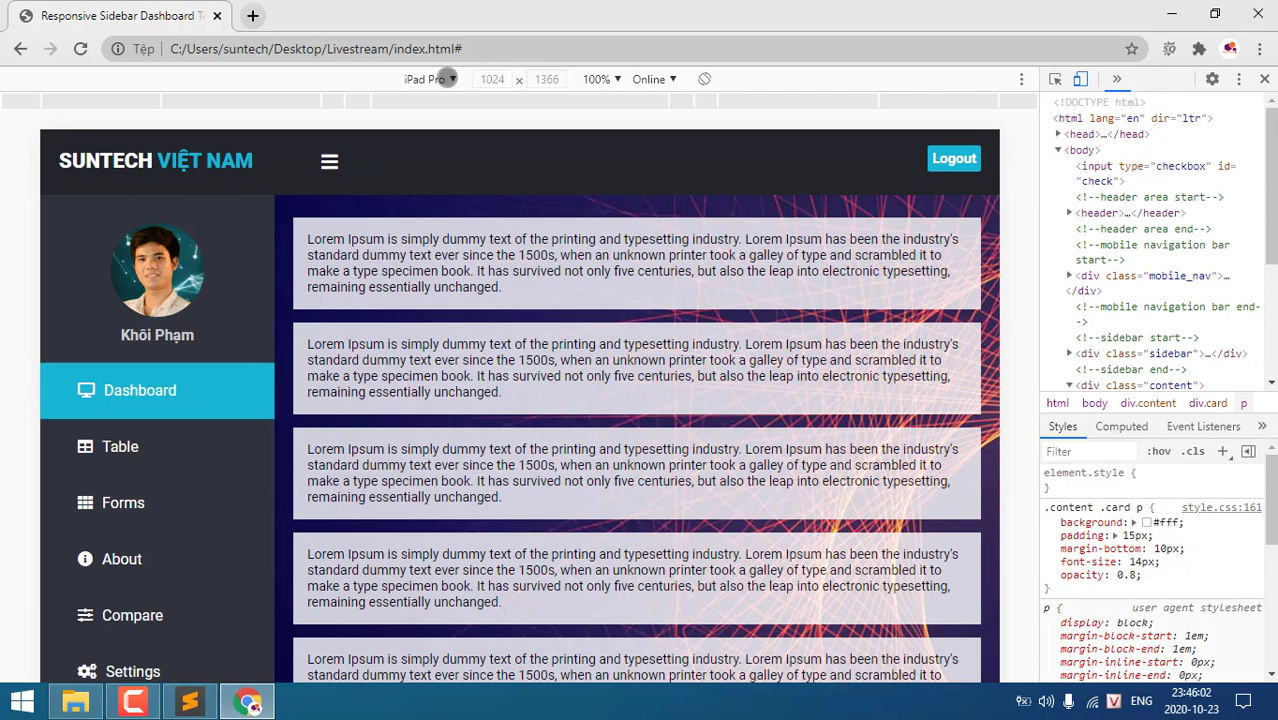 Responsive Sidebar Dashboard T
Tệp C:/Users/suntech/Desktop/Livestream/index.html#
iPad Pro 1024 × 1366 100% Online
SUNTECH VIỆT NAM
Logout
Khôi Phạm
Dashboard
Table
Forms
About
Compare
Settings
Lorem Ipsum is simply dummy text of the printing and typesetting industry. Lorem Ipsum has been the industry's
standard dummy text ever since the 1500s, when an unknown printer took a galley of type and scrambled it to
make a type specimen book. It has survived not only five centuries, but also the leap into electronic typesetting,
remaining essentially unchanged.
Lorem Ipsum is simply dummy text of the printing and typesetting industry. Lorem Ipsum has been the industry's
standard dummy text ever since the 1500s, when an unknown printer took a galley of type and scrambled it to
make a type specimen book. It has survived not only five centuries, but also the leap into electronic typesetting,
remaining essentially unchanged.
Lorem Ipsum is simply dummy text of the printing and typesetting industry. Lorem Ipsum has been the industry's
standard dummy text ever since the 1500s, when an unknown printer took a galley of type and scrambled it to
make a type specimen book. It has survived not only five centuries, but also the leap into electronic typesetting,
remaining essentially unchanged.
Lorem Ipsum is simply dummy text of the printing and typesetting industry. Lorem Ipsum has been the industry's
standard dummy text ever since the 1500s, when an unknown printer took a galley of type and scrambled it to
make a type specimen book. It has survived not only five centuries, but also the leap into electronic typesetting,
remaining essentially unchanged.
Lorem Ipsum is simply dummy text of the printing and typesetting industry. Lorem Ipsum has been the industry's
standard dummy text ever since the 1500s, when an unknown printer took a galley of type and scrambled it to
<!DOCTYPE html>
<html lang="en" dir="ltr">
<head>…</head>
<body>
<input type="checkbox" id=
"check">
<!--header area start-->
<header>…</header>
<!--header area end-->
<!--mobile navigation bar
start-->
<div class="mobile_nav">…
</div>
<!--mobile navigation bar end-
->
<!--sidebar start-->
<div class="sidebar">…</div>
<!--sidebar end-->
<div class="content">
html body div.content div.card p
Styles Computed Event Listeners
Filter :hov .cls
element.style {
}
.content .card p { style.css:161
background: #fff;
padding: 15px;
margin-bottom: 10px;
font-size: 14px;
opacity: 0.8;
}
p { user agent stylesheet
display: block;
margin-block-start: 1em;
margin-block-end: 1em;
margin-inline-start: 0px;
margin-inline-end: 0px;
ENG
23:46:02
2020-10-23